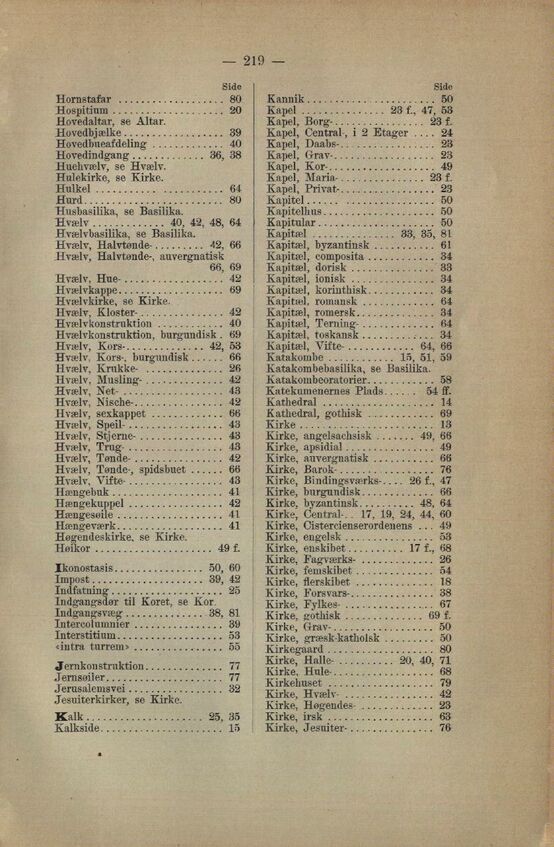 — 219 —
Side
Hornstafar .................. 80
Hospitium .................. 20
Hovedaltar, se Altar.
Hovedbjælke .................. 39
Hovedbueafdeling ............ 40
Hovedindgang ............ 36, 38
Huehvælv, se Hvælv.
Hulekirke, se Kirke.
Hulkel .................. 64
Hurd .................. 80
Husbasilika, se Basilika.
Hvælv ............ 40, 42, 48, 64
Hvælvbasilika, se Basilika.
Hvælv, Halvtønde- ......... 42, 66
Hvælv, Halvtønde-, auvergnatisk
66, 69
Hvælv, Hue- .................. 42
Hvælvkappe .................. 69
Hvælvkirke, se Kirke.
Hvælv, Kloster- .............. 42
Hvælvkonstruktion ........... 40
Hvælvkonstruktion, burgundisk . 69
Hvælv, Kors- .............. 42, 53
Hvælv, Kors-, burgundisk ...... 66
Hvælv, Krukke- .............. 26
Hvælv, Musling- .............. 42
Hvælv, Net- .................. 43
Hvælv, Nische- .............. 42
Hvælv, sexkappet ............ 66
Hvælv, Speil- ................ 43
Hvælv, Stjerne- .............. 43
Hvælv, Trug- ................ 43
Hvælv, Tønde- ............... 42
Hvælv, Tønde-, spidsbuet ...... 66
Hvælv, Vifte- ................ 43
Hængebuk .................. 41
Hængekuppel ................ 42
Hængesøile .................. 41
Hængeværk .................. 41
Høgendeskirke, se Kirke.
Høikor .................. 49 f.
Ikonostasis .............. 50, 60
Impost .................. 39, 42
Indfatning .................. 25
Indgangsdør til Koret, se Kor.
Indgangsvæg .............. 38, 81
Intercolumnier .............. 39
Interstitium .................. 53
«intra turrem» .............. 55
Jernkonstruktion .............. 77
Jernsøiler .................. 77
Jerusalemsvei ................ 32
Jesuiterkirker, se Kirke.
Kalk .................. 25, 35
Kalkside .................. 15
Side
Kannik .................. 50
Kapel .............. 23 f., 47, 53
Kapel, Borg- .............. 23 f.
Kapel, Central-, i 2 Etager .... 24
Kapel, Daabs- ................ 23
Kapel, Grav- ................ 23
Kapel, Kor- .................. 49
Kapel, Maria- .............. 23 f.
Kapel, Privat- ................ 23
Kapitel .................. 50
Kapitelhus .................. 50
Kapitular .................. 50
Kapitæl .............. 33, 35, 81
Kapitæl, byzantinsk .......... 61
Kapitæl, composita ............ 34
Kapitæl, dorisk .............. 33
Kapitæl, ionisk .............. 34
Kapitæl, korinthisk ............ 34
Kapitæl, romansk ............ 64
Kapitæl, romersk .............. 34
Kapitæl, Terning- ............ 64
Kapitæl, toskansk ............ 34
Kapitæl, Vifte- ............ 64, 66
Katakombe ............ 15, 51, 59
Katakombebasilika, se Basilika.
Katakombeoratorier ............ 58
Katekumenernes Plads ...... 54 ff.
Kathedral .................. 14
Kathedral, gothisk ............ 69
Kirke .................. 13
Kirke, angelsachsisk ....... 49, 66
Kirke, apsidial .............. 49
Kirke, auvergnatisk .......... 66
Kirke, Barok- ................ 76
Kirke, Bindingsværks- .... 26 f., 47
Kirke, burgundisk ............ 66
Kirke, byzantinsk .......... 48, 64
Kirke, Central- .. 17, 19, 24, 44, 60
Kirke, Cistercienserordenens ... 49
Kirke, engelsk .............. 53
Kirke, enskibet .......... 17 f., 68
Kirke, Fagværks- ............ 26
Kirke, femskibet .............. 54
Kirke, flerskibet .............. 18
Kirke, Forsvars- .............. 38
Kirke, Fylkes- ................ 67
Kirke, gothisk .............. 69 f.
Kirke, Grav- ................ 50
Kirke, græsk-katholsk ........ 50
Kirkegaard .................. 80
Kirke, Halle- .......... 20, 40, 71
Kirke, Hule- ................ 68
Kirkehuset .................. 79
Kirke, Hvælv- ................ 42
Kirke, Høgendes- ............ 23
Kirke, irsk .................. 63
Kirke, Jesuiter- .............. 76